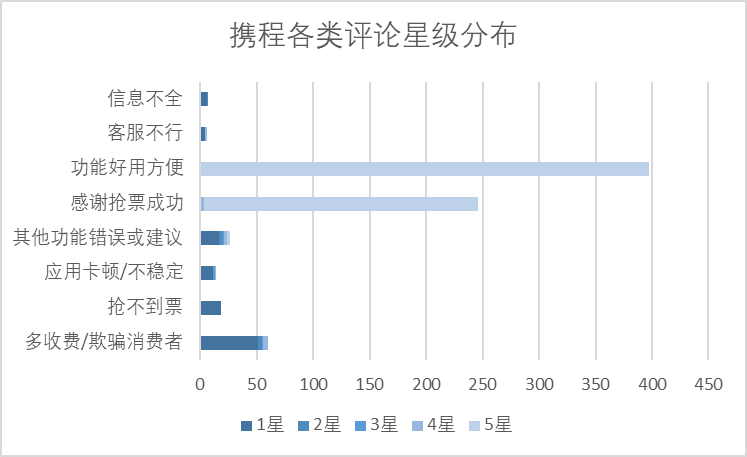 携程各类评论星级分布
信息不全
客服不行
功能好用方便
感谢抢票成功
其他功能错误或建议
应用卡顿/不稳定
抢不到票
多收费/欺骗消费者
0 50 100 150 200 250 300 350 400 450
1星 2星 3星 4星 5星